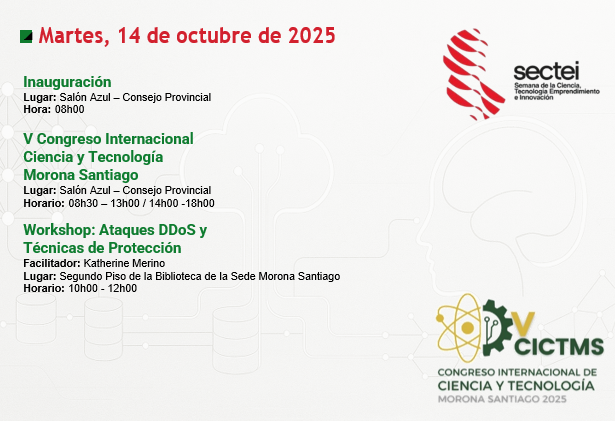 Martes, 14 de octubre de 2025
Inauguración
Lugar: Salón Azul – Consejo Provincial
Hora: 08h00
V Congreso Internacional
Ciencia y Tecnología
Morona Santiago
Lugar: Salón Azul – Consejo Provincial
Horario: 08h30 – 13h00 / 14h00 -18h00
Workshop: Ataques DDoS y
Técnicas de Protección
Facilitador: Katherine Merino
Lugar: Segundo Piso de la Biblioteca de la Sede Morona Santiago
Horario: 10h00 - 12h00
sectei
Semana de la Ciencia,
Tecnología Emprendimiento
e Innovación
V
CICTMS
CONGRESO INTERNACIONAL DE
CIENCIA Y TECNOLOGÍA
MORONA SANTIAGO 2025